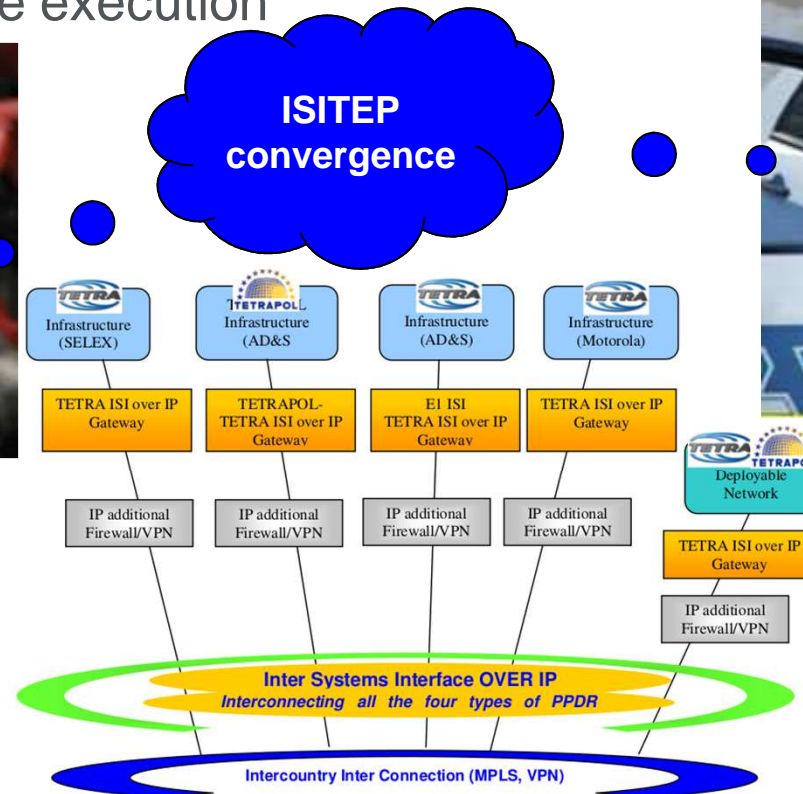 e execution
ISITEP
convergence
TETRA
Infrastructure
(SELEX)
TETRAPOL
Infrastructure
(AD&S
TETRA
Infrastructure
(AD&S)
TETRA
Infrastructure
(Motorola)
TETRA ISI over IP
Gateway
TETRAPOL-
TETRA ISI over IP
Gateway
E1 ISI
TETRA ISI over IP
Gateway
TETRA ISI over IP
Gateway
TETRA
TETRAPO
Deployable
Network
IP additional
Firewall/VPN
IP additional
Firewall/VPN
IP additional
Firewall/VPN
IP additional
Firewall/VPN
TETRA ISI over IP
Gateway
IP additional
Firewall/VPN
Inter Systems Interface OVER IP
Interconnecting all the four types of PPDR
Intercountry Inter Connection (MPLS, VPN)